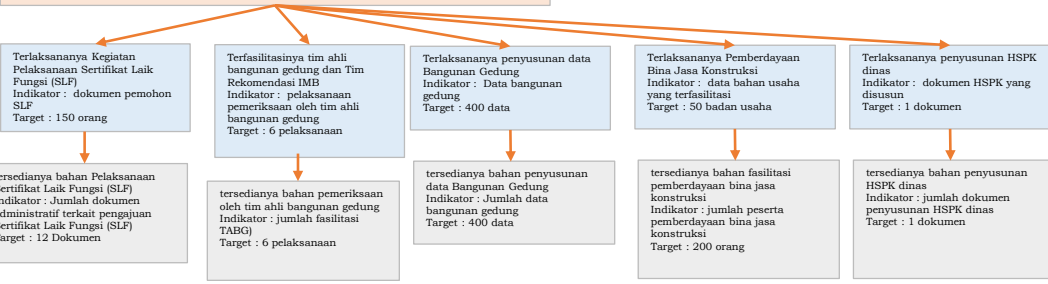 Terlaksananya Kegiatan
Pelaksanaan Sertifikat Laik
Fungsi (SLF)
Indikator : dokumen pemohon
SLF
Target : 150 orang
Terfasilitasinya tim ahli
bangunan gedung dan Tim
Rekomendasi IMB
Indikator : pelaksanaan
pemeriksaan oleh tim ahli
bangunan gedung
Target : 6 pelaksanaan
Terlaksananya penyusunan data
Bangunan Gedung
Indikator : Data bangunan
gedung
Target : 400 data
Terlaksananya Pemberdayaan
Bina Jasa Konstruksi
Indikator : data bahan usaha
yang terfasilitasi
Target : 50 badan usaha
Terlaksananya penyusunan HSPK
dinas
Indikator : dokumen HSPK yang
disusun
Target : 1 dokumen
tersedianya bahan Pelaksanaan
Sertifikat Laik Fungsi (SLF)
Indikator : Jumlah dokumen
administratif terkait pengajuan
Sertifikat Laik Fungsi (SLF)
Target : 12 Dokumen
tersedianya bahan pemeriksaan
oleh tim ahli bangunan gedung
Indikator : jumlah fasilitasi
TABG)
Target : 6 pelaksanaan
tersedianya bahan penyusunan
data Bangunan Gedung
Indikator : Jumlah data
bangunan gedung
Target : 400 data
tersedianya bahan fasilitasi
pemberdayaan bina jasa
konstruksi
Indikator : jumlah peserta
pemberdayaan bina jasa
konstruksi
Target : 200 orang
tersedianya bahan penyusunan
HSPK dinas
Indikator : jumlah dokumen
penyusunan HSPK dinas
Target : 1 dokumen